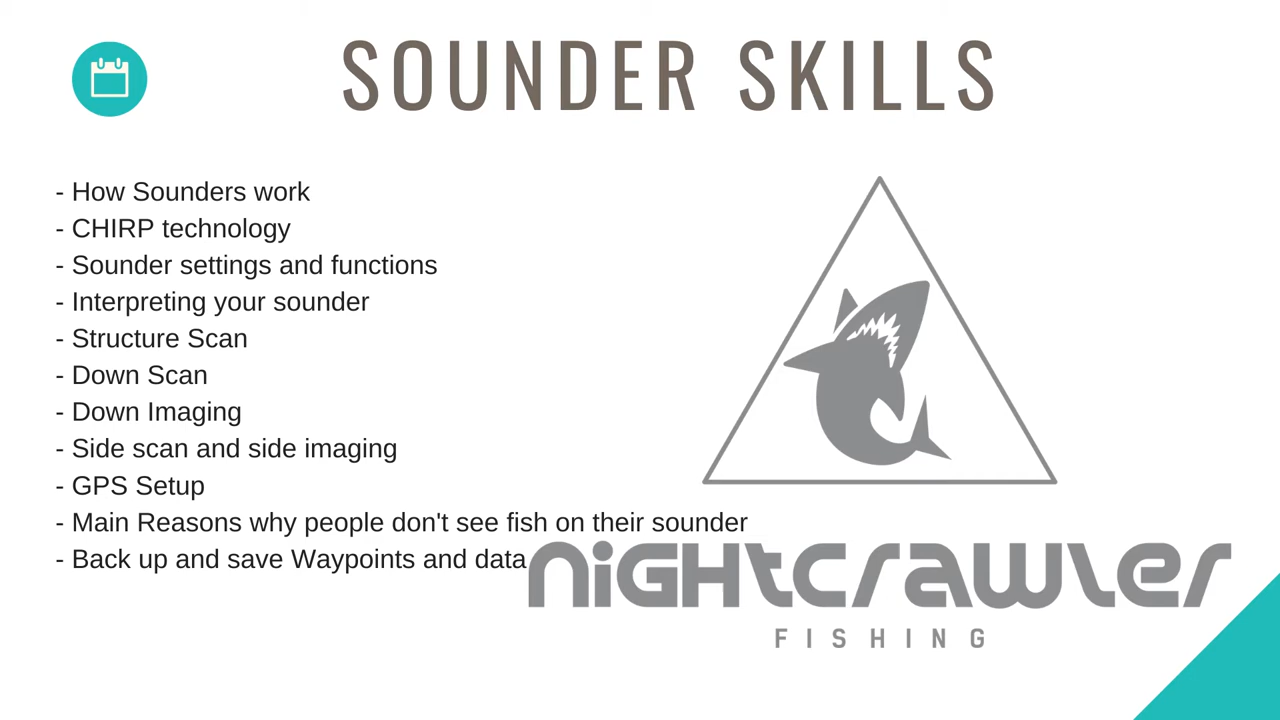 SOUNDER SKILLS
- How Sounders work
- CHIRP technology
- Sounder settings and functions
- Interpreting your sounder
- Structure Scan
- Down Scan
- Down Imaging
- Side scan and side imaging
- GPS Setup
- Main Reasons why people don't see fish on their sounder
- Back up and save Waypoints and data
niGHtcrawler
FISHING